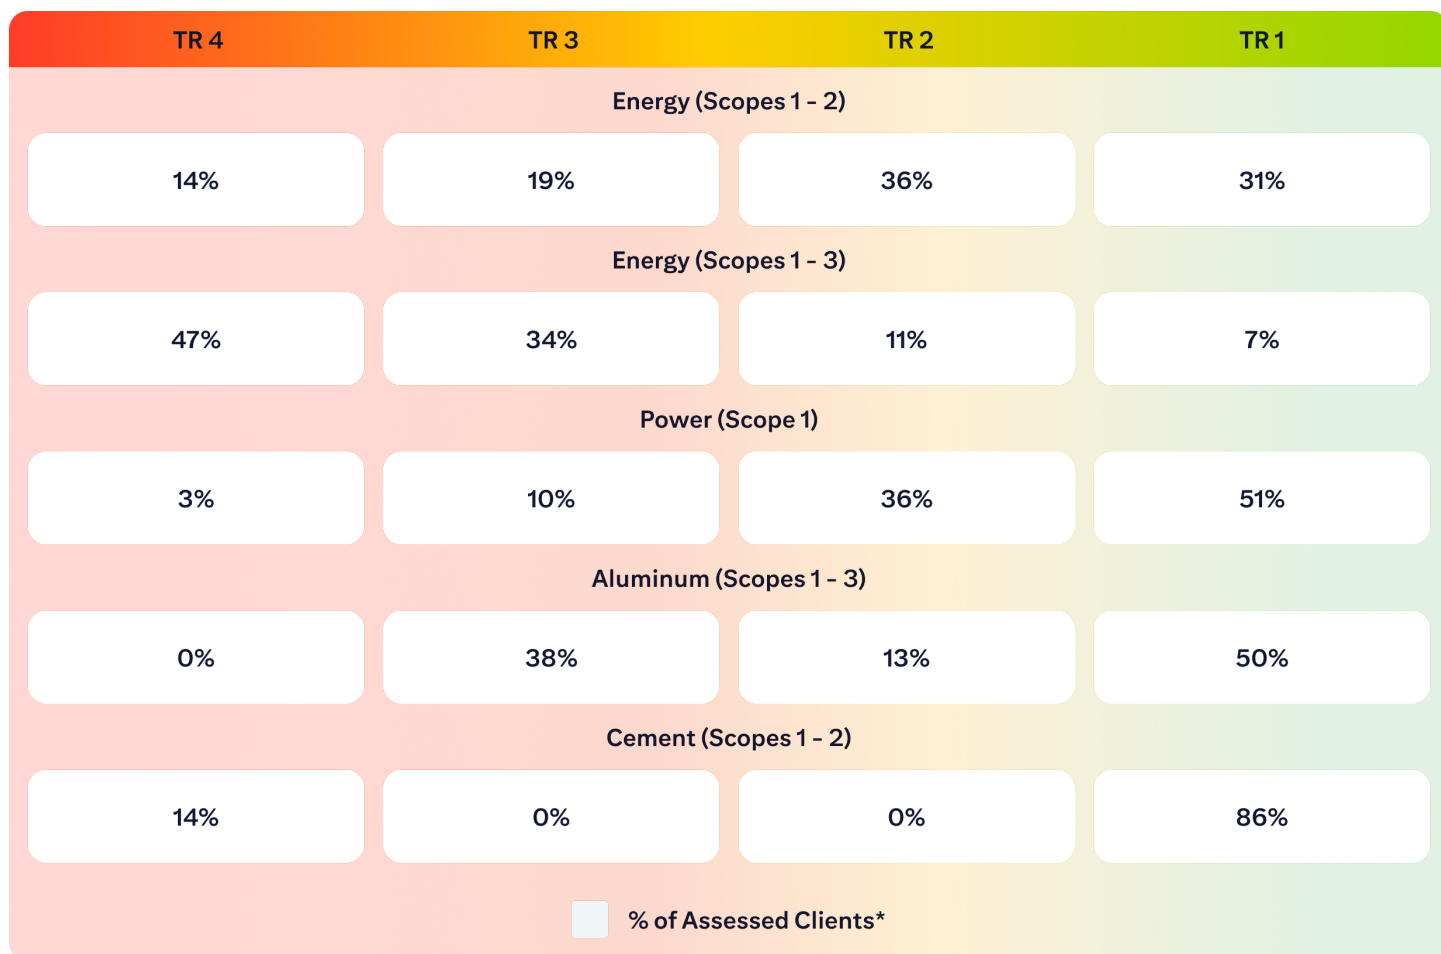 TR 4 TR 3 TR 2 TR 1
Energy (Scopes 1 - 2)
14% 19% 36% 31%
Energy (Scopes 1 - 3)
47% 34% 11% 7%
Power (Scope 1)
3% 10% 36% 51%
Aluminum (Scopes 1 - 3)
0% 38% 13% 50%
Cement (Scopes 1 - 2)
14% 0% 0% 86%
% of Assessed Clients*